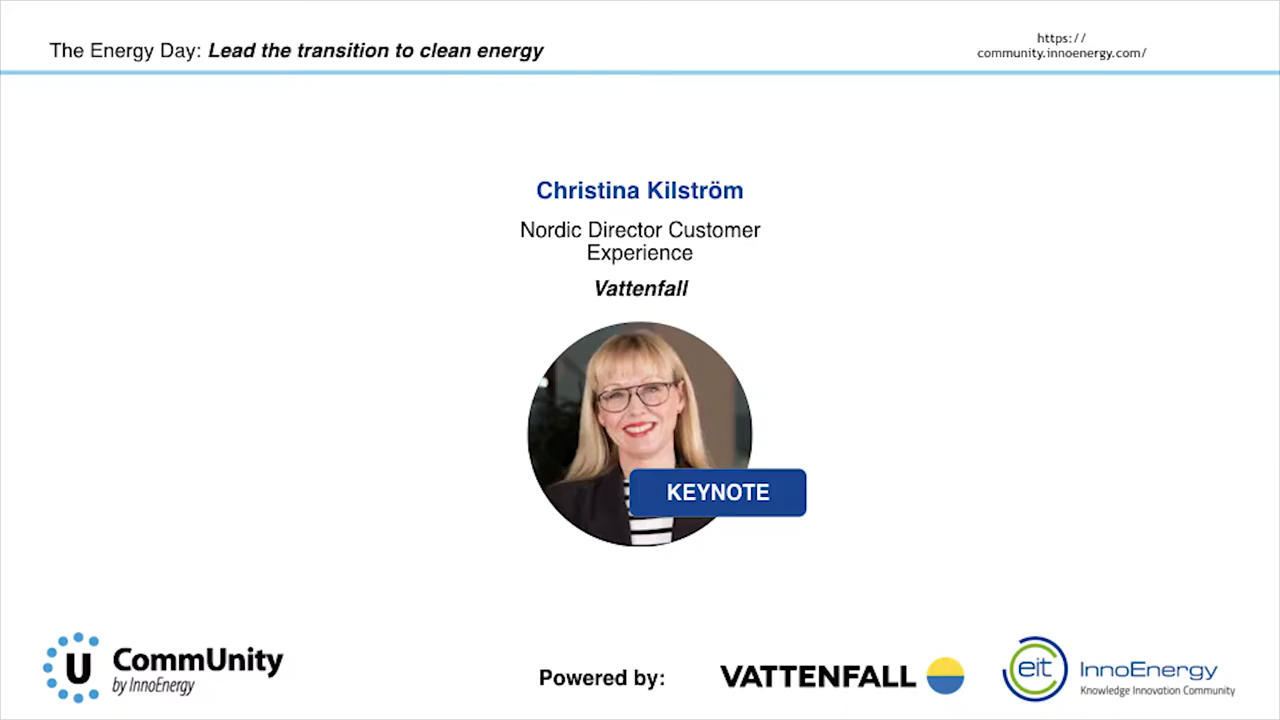 The Energy Day: Lead the transition to clean energy
https://
community.innoenergy.com/
Christina Kilström
Nordic Director Customer
Experience
Vattenfall
KEYNOTE
U
CommUnity
by InnoEnergy
Powered by:
VATTENFALL
eit
InnoEnergy
Knowledge Innovation Community